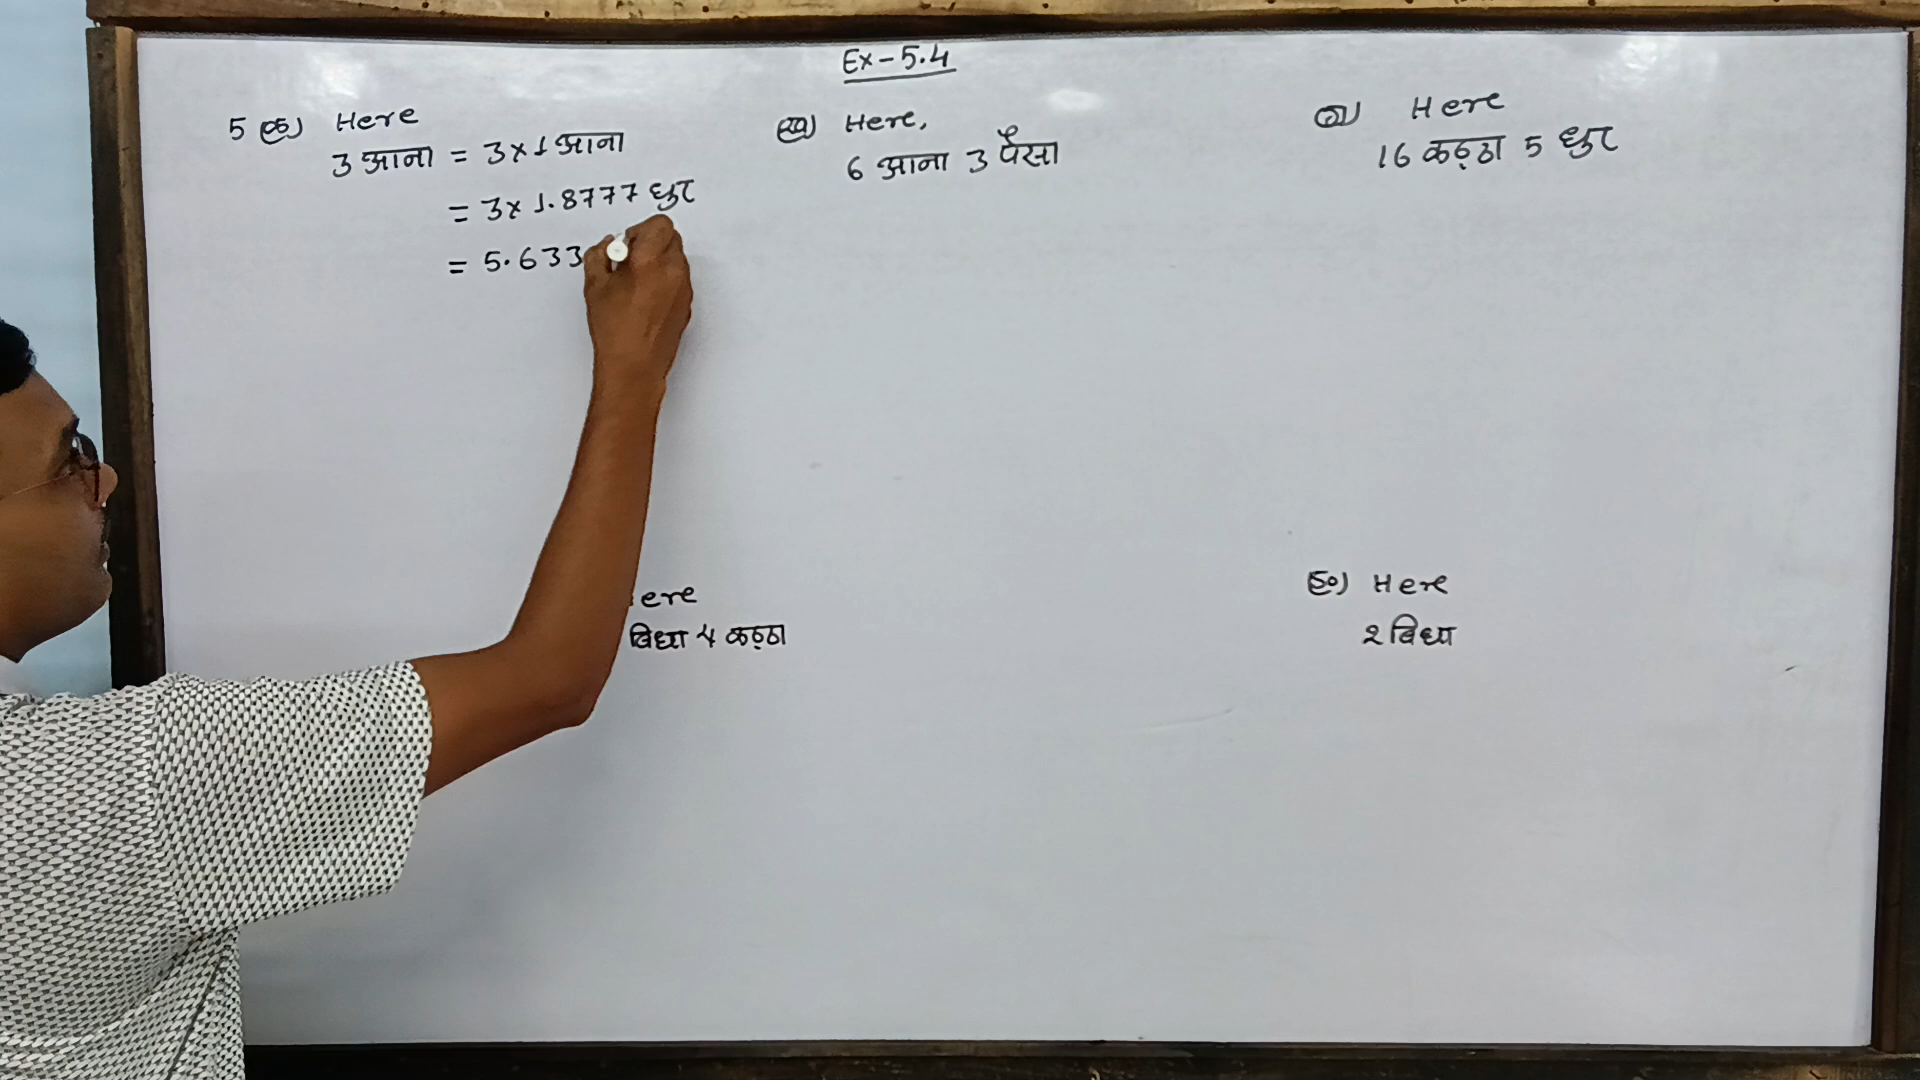 Ex-5.4
5 (क) Here
3 आना = 3×1 आना
= 3×1.8777 धुर
= 5.633
(ख) Here,
6 आना 3 पैसा
(ग) Here
16 कठ्ठा 5 धुर
ere
बिघा 4 कठ्ठा
(ङ) Here
2 बिघा